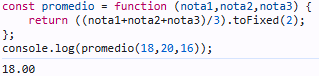 const promedio = function (nota1,nota2,nota3) {
    return ((nota1+nota2+nota3)/3).toFixed(2);
};
console.log(promedio(18,20,16));
18.00